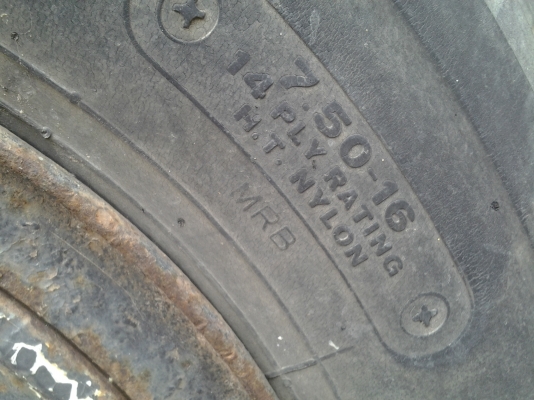 7.50-16
14 PLY. RATING
H.T. NYLON
MRB